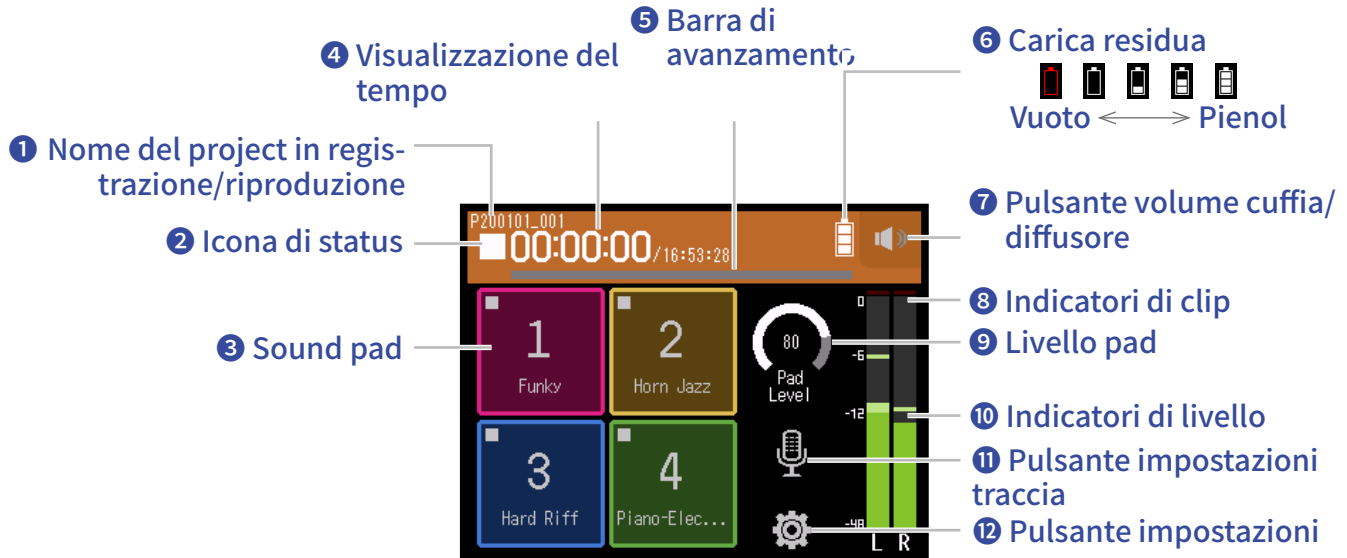 ❺ Barra di
avanzamento
❹ Visualizzazione del
tempo
❻ Carica residua
Vuoto Pienol
❶ Nome del project in regis-
trazione/riproduzione
❷ Icona di status
❸ Sound pad
P200101_001
00:00:00/16:53:28
1
Funky
2
Horn Jazz
3
Hard Riff
4
Piano-Elec...
80
Pad
Level
0
-6
-12
-48
L R
❼ Pulsante volume cuffia/
diffusore
❽ Indicatori di clip
❾ Livello pad
❿ Indicatori di livello
⓫ Pulsante impostazioni
traccia
⓬ Pulsante impostazioni